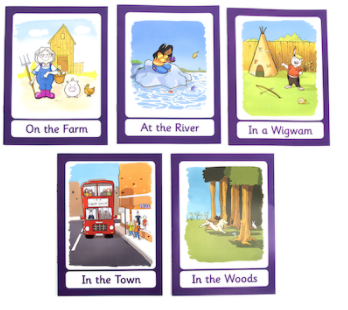 On the Farm
At the River
In a Wigwam
In the Town
In the Woods